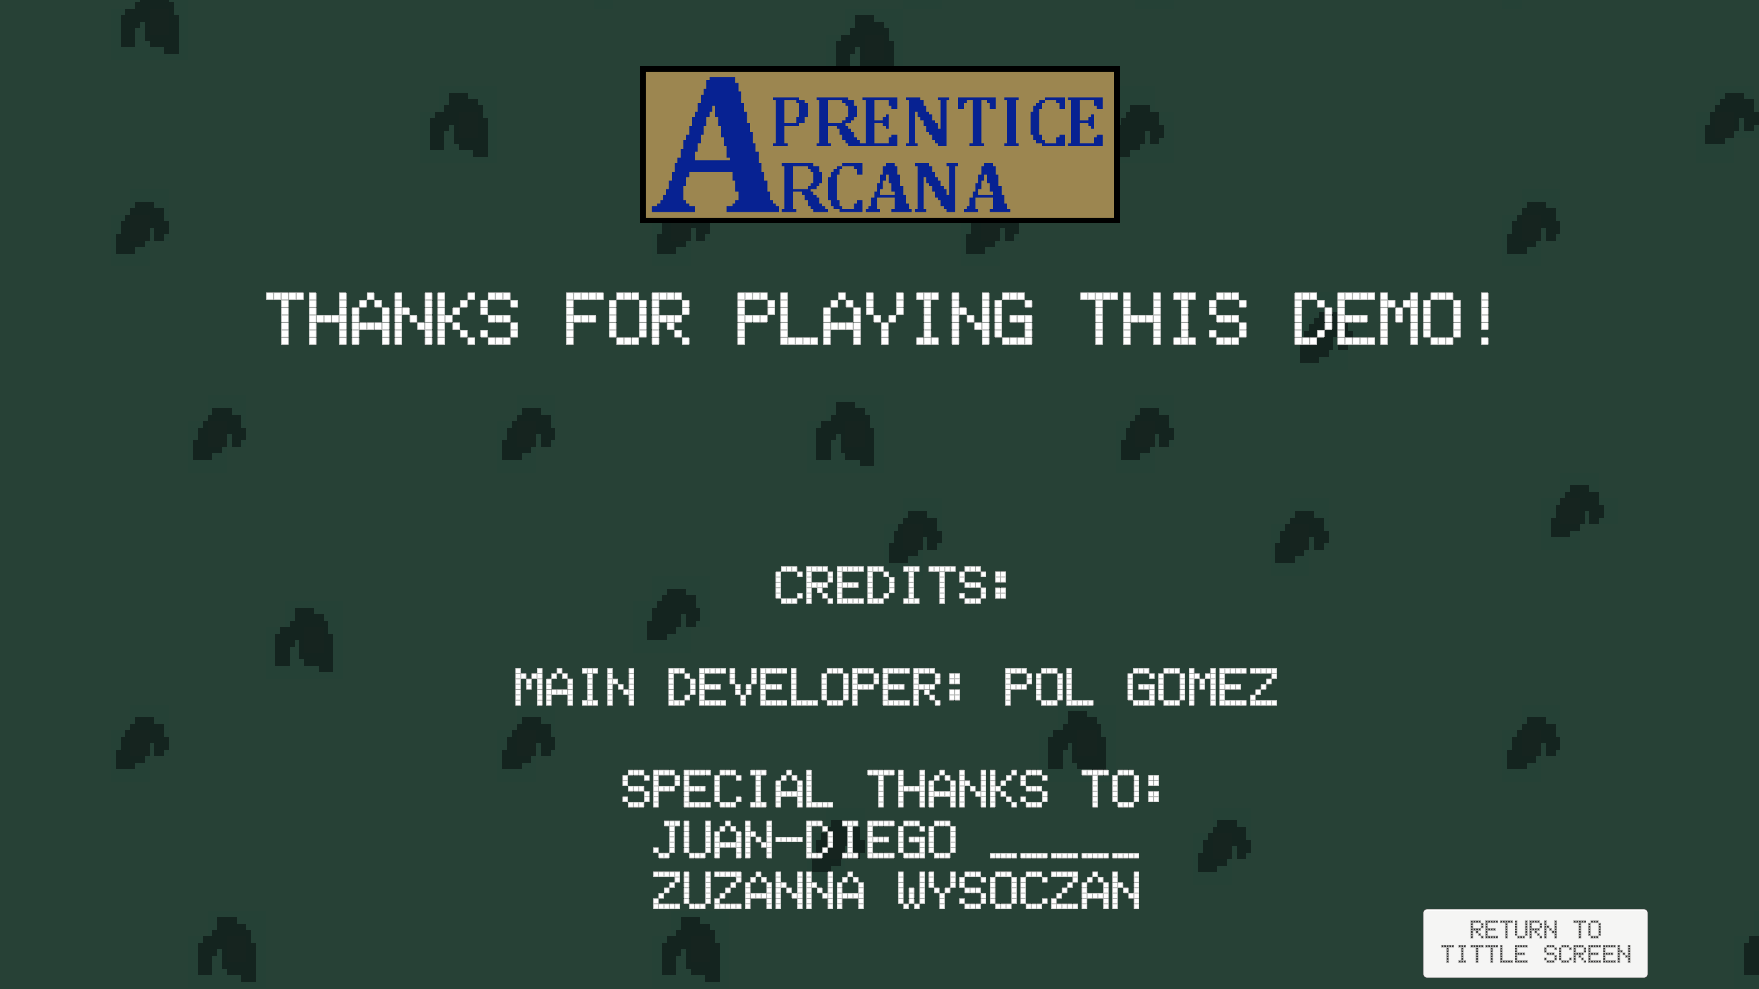 APRENTICE
ARCANA
THANKS FOR PLAYING THIS DEMO!
CREDITS:
MAIN DEVELOPER: POL GOMEZ
SPECIAL THANKS TO:
JUAN-DIEGO _____
ZUZANNA WYSOCZAN
RETURN TO
TITTLE SCREEN